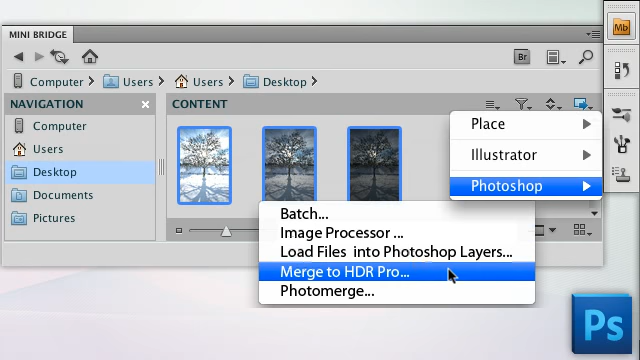 MINI BRIDGE
Mb
Br
Computer Users Users Desktop
NAVIGATION
CONTENT
Computer
Users
Desktop
Documents
Pictures
Place
Illustrator
Photoshop
Batch...
Image Processor ...
Load Files into Photoshop Layers...
Merge to HDR Pro...
Photomerge...
Ps